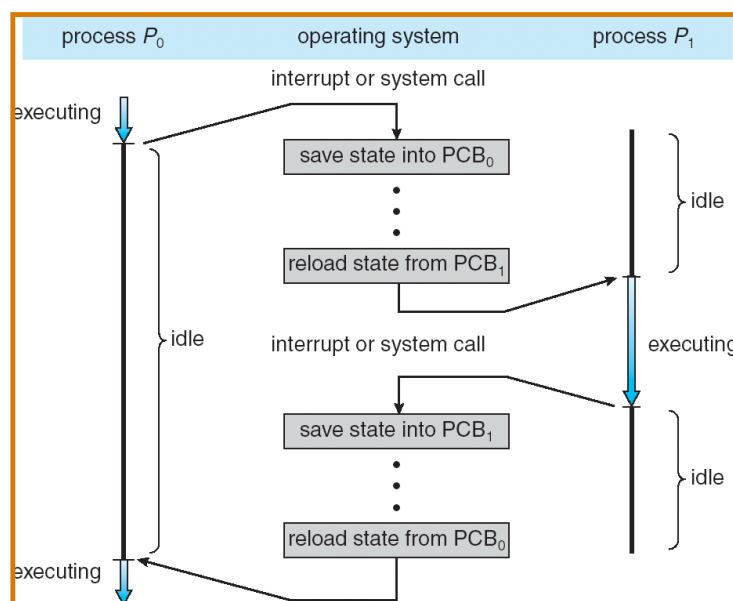 process P₀ operating system process P₁
interrupt or system call
executing
save state into PCB₀
idle
reload state from PCB₁
idle
interrupt or system call
executing
save state into PCB₁
idle
reload state from PCB₀
executing